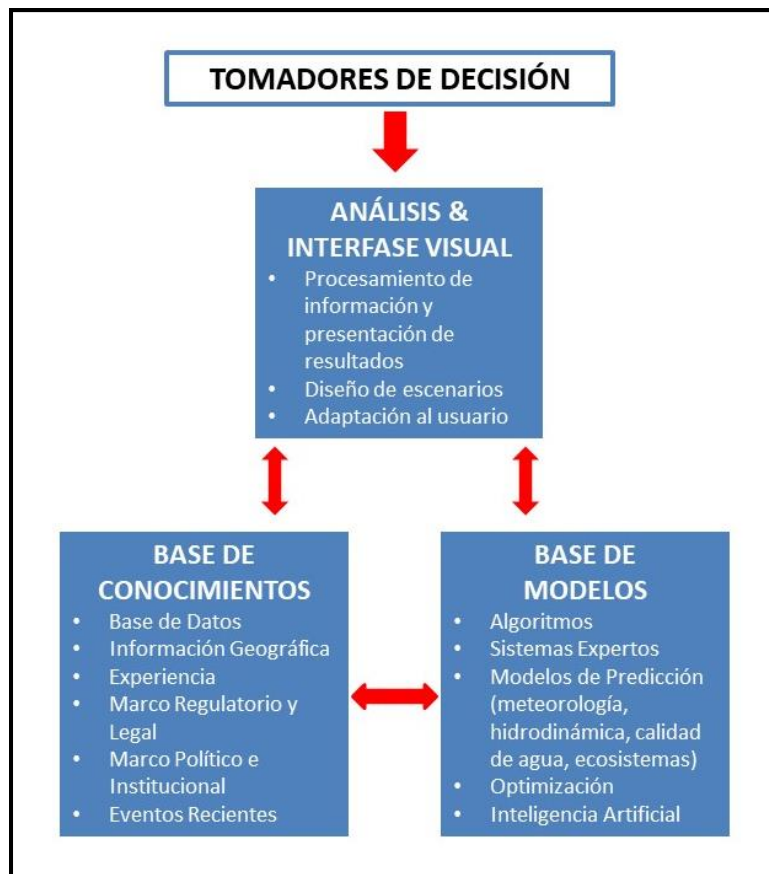 TOMADORES DE DECISIÓN
ANÁLISIS &
INTERFASE VISUAL
• Procesamiento de
información y
presentación de
resultados
• Diseño de escenarios
• Adaptación al usuario
BASE DE
CONOCIMIENTOS
• Base de Datos
• Información Geográfica
• Experiencia
• Marco Regulatorio y
Legal
• Marco Político e
Institucional
• Eventos Recientes
BASE DE
MODELOS
• Algoritmos
• Sistemas Expertos
• Modelos de Predicción
(meteorología,
hidrodinámica, calidad
de agua, ecosistemas)
• Optimización
• Inteligencia Artificial